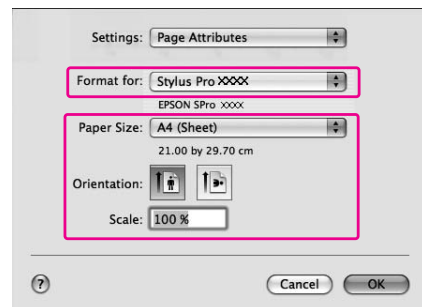 Settings: Page Attributes
Format for: Stylus Pro XXXX
EPSON SPro XXXX
Paper Size: A4 (Sheet)
21.00 by 29.70 cm
Orientation:
Scale: 100 %
? Cancel OK